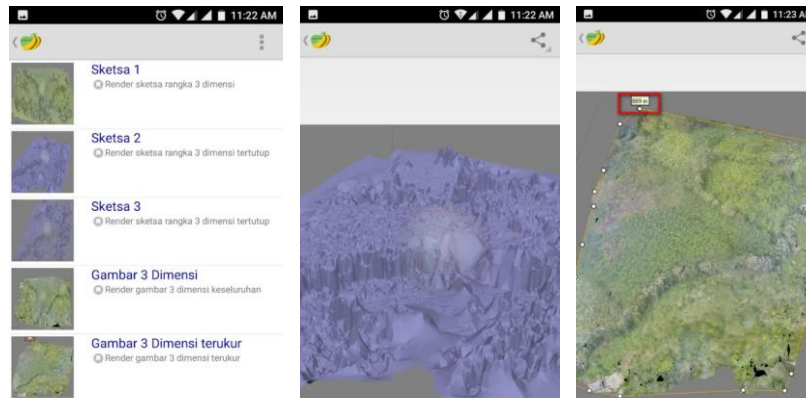 11:22 AM
Sketsa 1
Render sketsa rangka 3 dimensi
Sketsa 2
Render sketsa rangka 3 dimensi tertutup
Sketsa 3
Render sketsa rangka 3 dimensi tertutup
Gambar 3 Dimensi
Render gambar 3 dimensi keseluruhan
Gambar 3 Dimensi terukur
Render gambar 3 dimensi terukur
11:22 AM
11:23 A